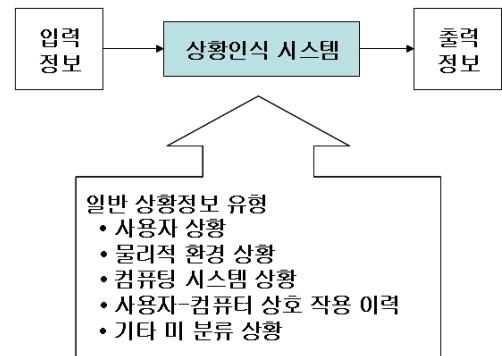 입력
정보
상황인식 시스템
출력
정보
일반 상황정보 유형
• 사용자 상황
• 물리적 환경 상황
• 컴퓨팅 시스템 상황
• 사용자-컴퓨터 상호 작용 이력
• 기타 미 분류 상황